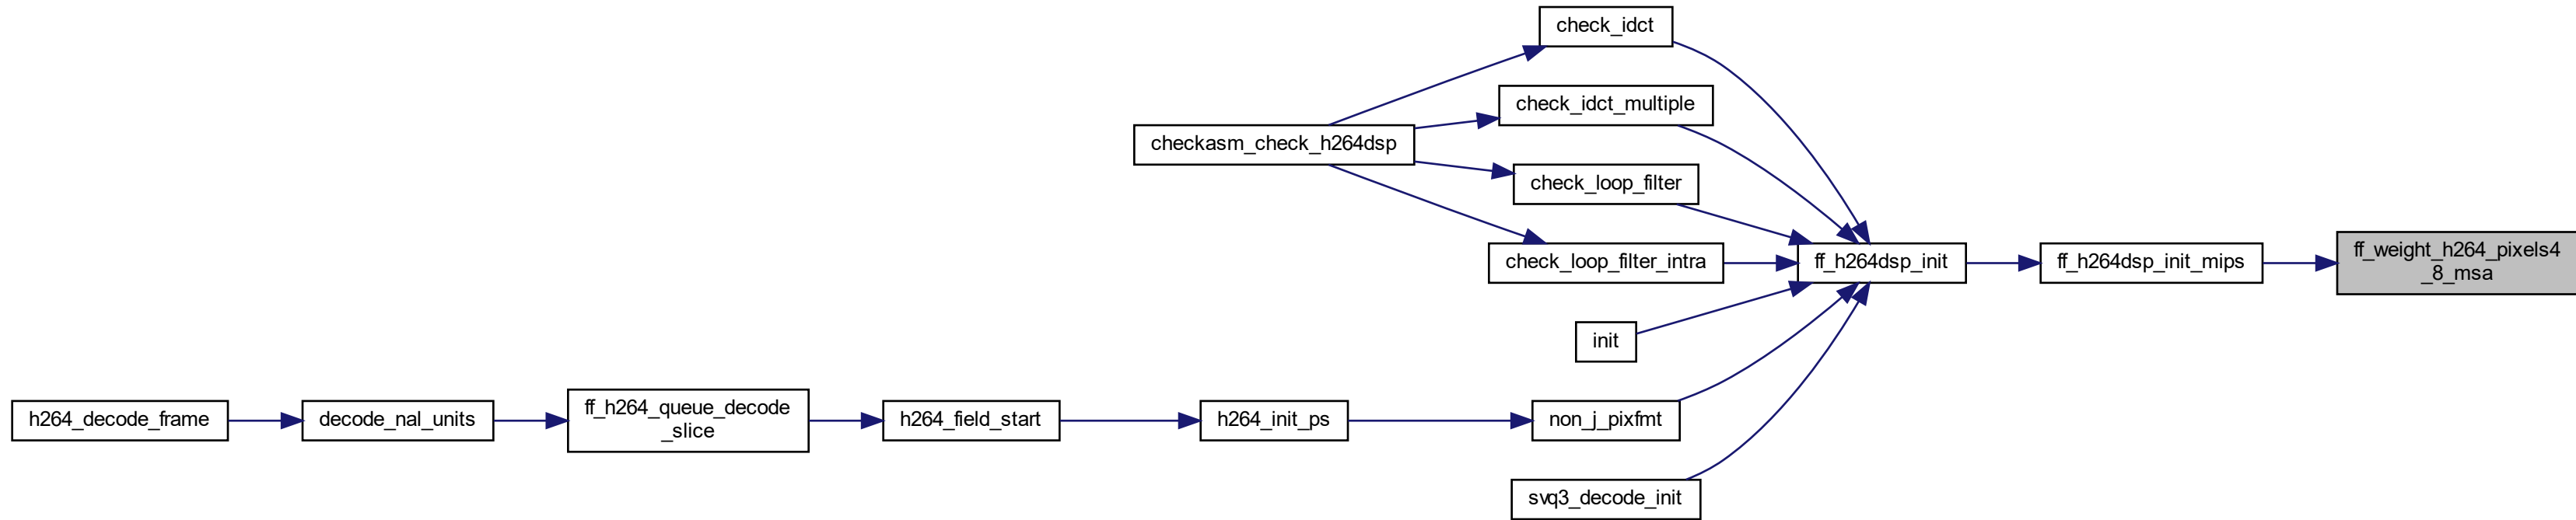 check_idct
check_idct_multiple
checkasm_check_h264dsp
check_loop_filter
check_loop_filter_intra
ff_h264dsp_init
ff_h264dsp_init_mips
ff_weight_h264_pixels4
_8_msa
init
h264_decode_frame
decode_nal_units
ff_h264_queue_decode
_slice
h264_field_start
h264_init_ps
non_j_pixfmt
svq3_decode_init